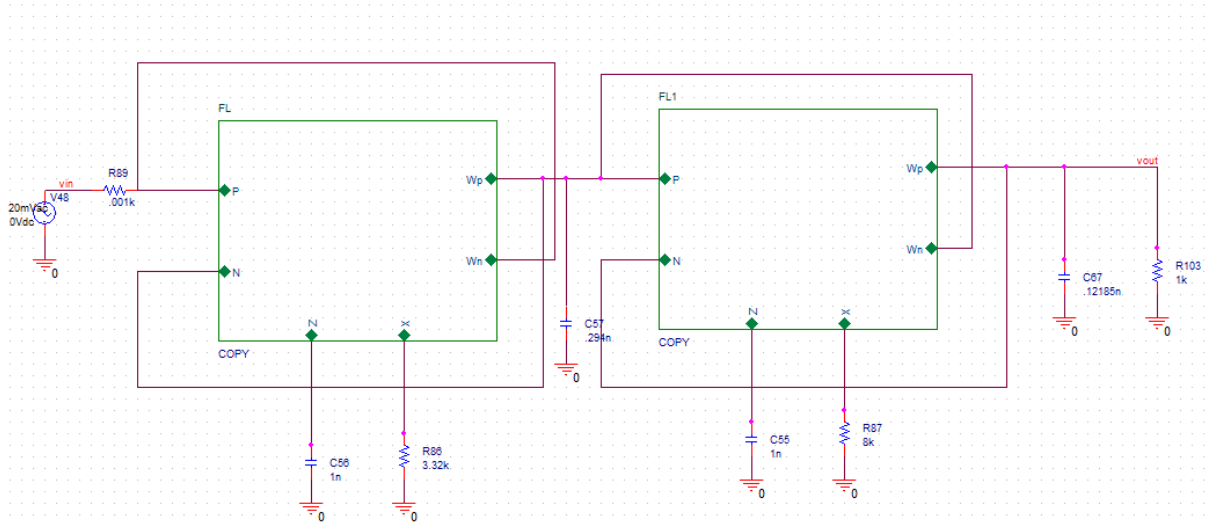 FL
FL1
R89
vin
V48
.001k
20mVac
0Vdc
0
P
N
Wp
Wn
Z
X
COPY
C56
1n
0
R86
3.32k
0
C57
.294n
0
P
N
Wp
Wn
Z
X
COPY
C55
1n
0
R87
8k
0
vout
C67
.12185n
0
R103
1k
0